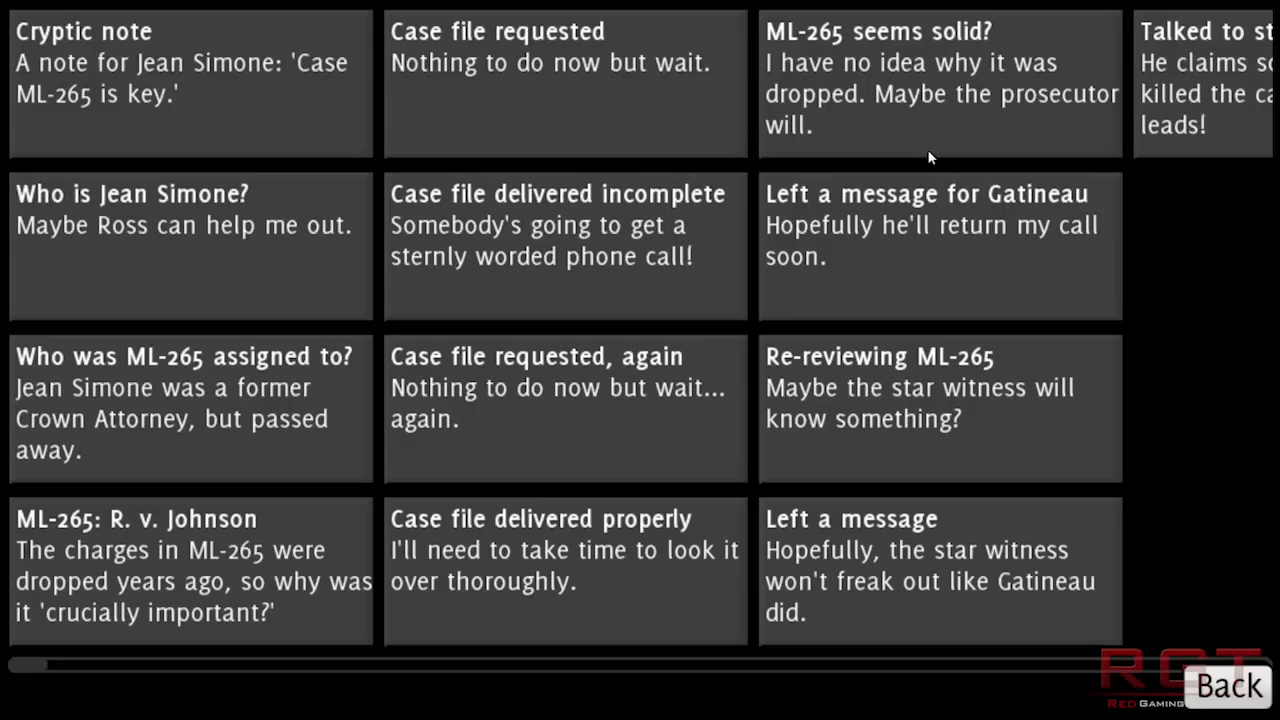 Cryptic note
A note for Jean Simone: 'Case
ML-265 is key.'
Who is Jean Simone?
Maybe Ross can help me out.
Who was ML-265 assigned to?
Jean Simone was a former
Crown Attorney, but passed
away.
ML-265: R. v. Johnson
The charges in ML-265 were
dropped years ago, so why was
it 'crucially important?'
Case file requested
Nothing to do now but wait.
Case file delivered incomplete
Somebody's going to get a
sternly worded phone call!
Case file requested, again
Nothing to do now but wait...
again.
Case file delivered properly
I'll need to take time to look it
over thoroughly.
ML-265 seems solid?
I have no idea why it was
dropped. Maybe the prosecutor
will.
Left a message for Gatineau
Hopefully he'll return my call
soon.
Re-reviewing ML-265
Maybe the star witness will
know something?
Left a message
Hopefully, the star witness
won't freak out like Gatineau
did.
Talked to
He claims
killed the
leads!
RGT
RED GAMING
Back